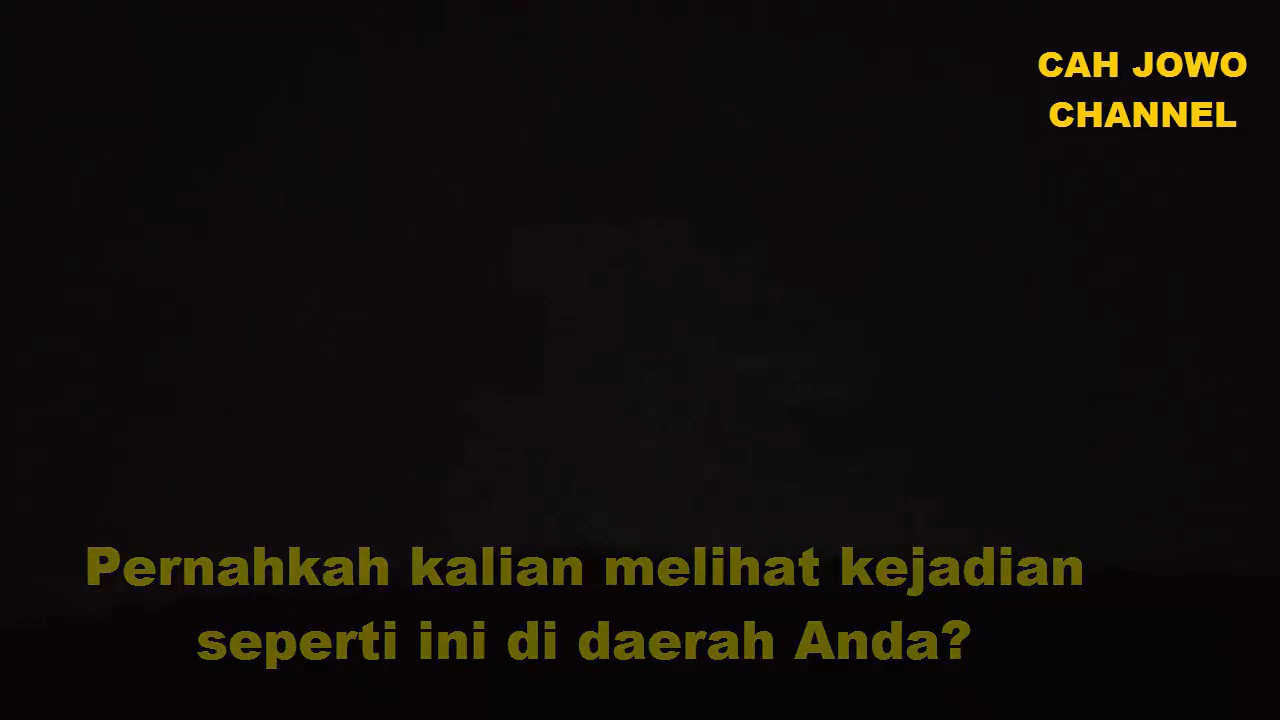 CAH JOWO
CHANNEL
Pernahkah kalian melihat kejadian
seperti ini di daerah Anda?